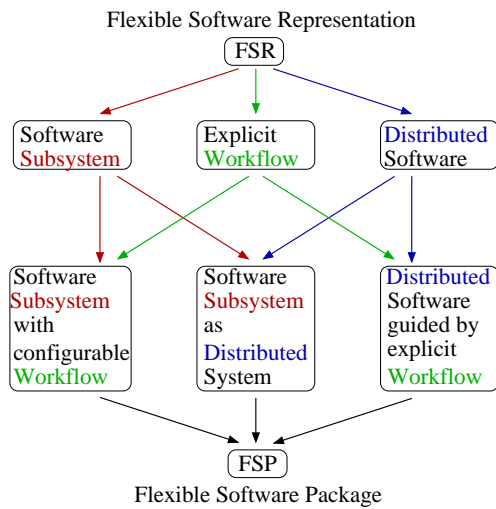 Flexible Software Representation
FSR
Software
Subsystem
Explicit
Workflow
Distributed
Software
Software
Subsystem
with
configurable
Workflow
Software
Subsystem
as
Distributed
System
Distributed
Software
guided by
explicit
Workflow
FSP
Flexible Software Package